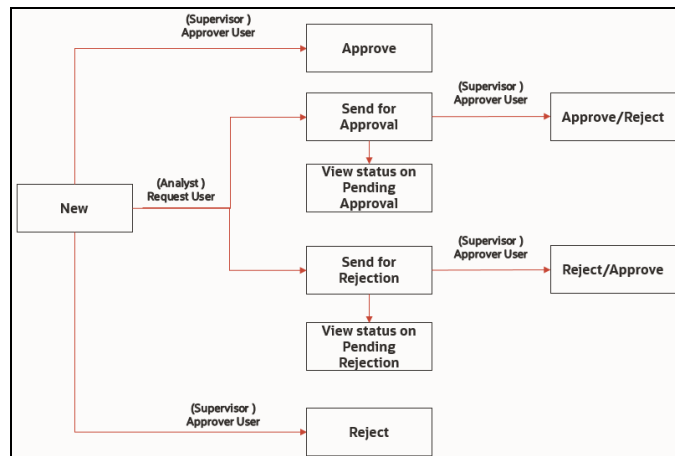 (Supervisor )
Approver User
Approve
Send for
Approval
(Supervisor )
Approver User
Approve/Reject
View status on
Pending
Approval
New
(Analyst )
Request User
Send for
Rejection
(Supervisor )
Approver User
Reject/Approve
View status on
Pending
Rejection
(Supervisor )
Approver User
Reject